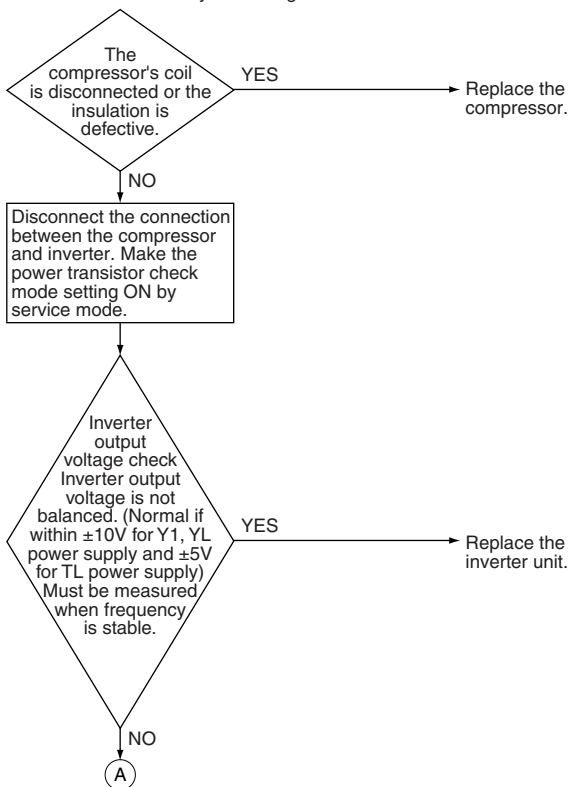 The
compressor's coil
is disconnected or the
insulation is
defective.
YES
Replace the
compressor.
NO
Disconnect the connection
between the compressor
and inverter. Make the
power transistor check
mode setting ON by
service mode.
Inverter
output
voltage check
Inverter output
voltage is not
balanced. (Normal if
within ±10V for Y1, YL
power supply and ±5V
for TL power supply)
Must be measured
when frequency
is stable.
YES
Replace the
inverter unit.
NO
A